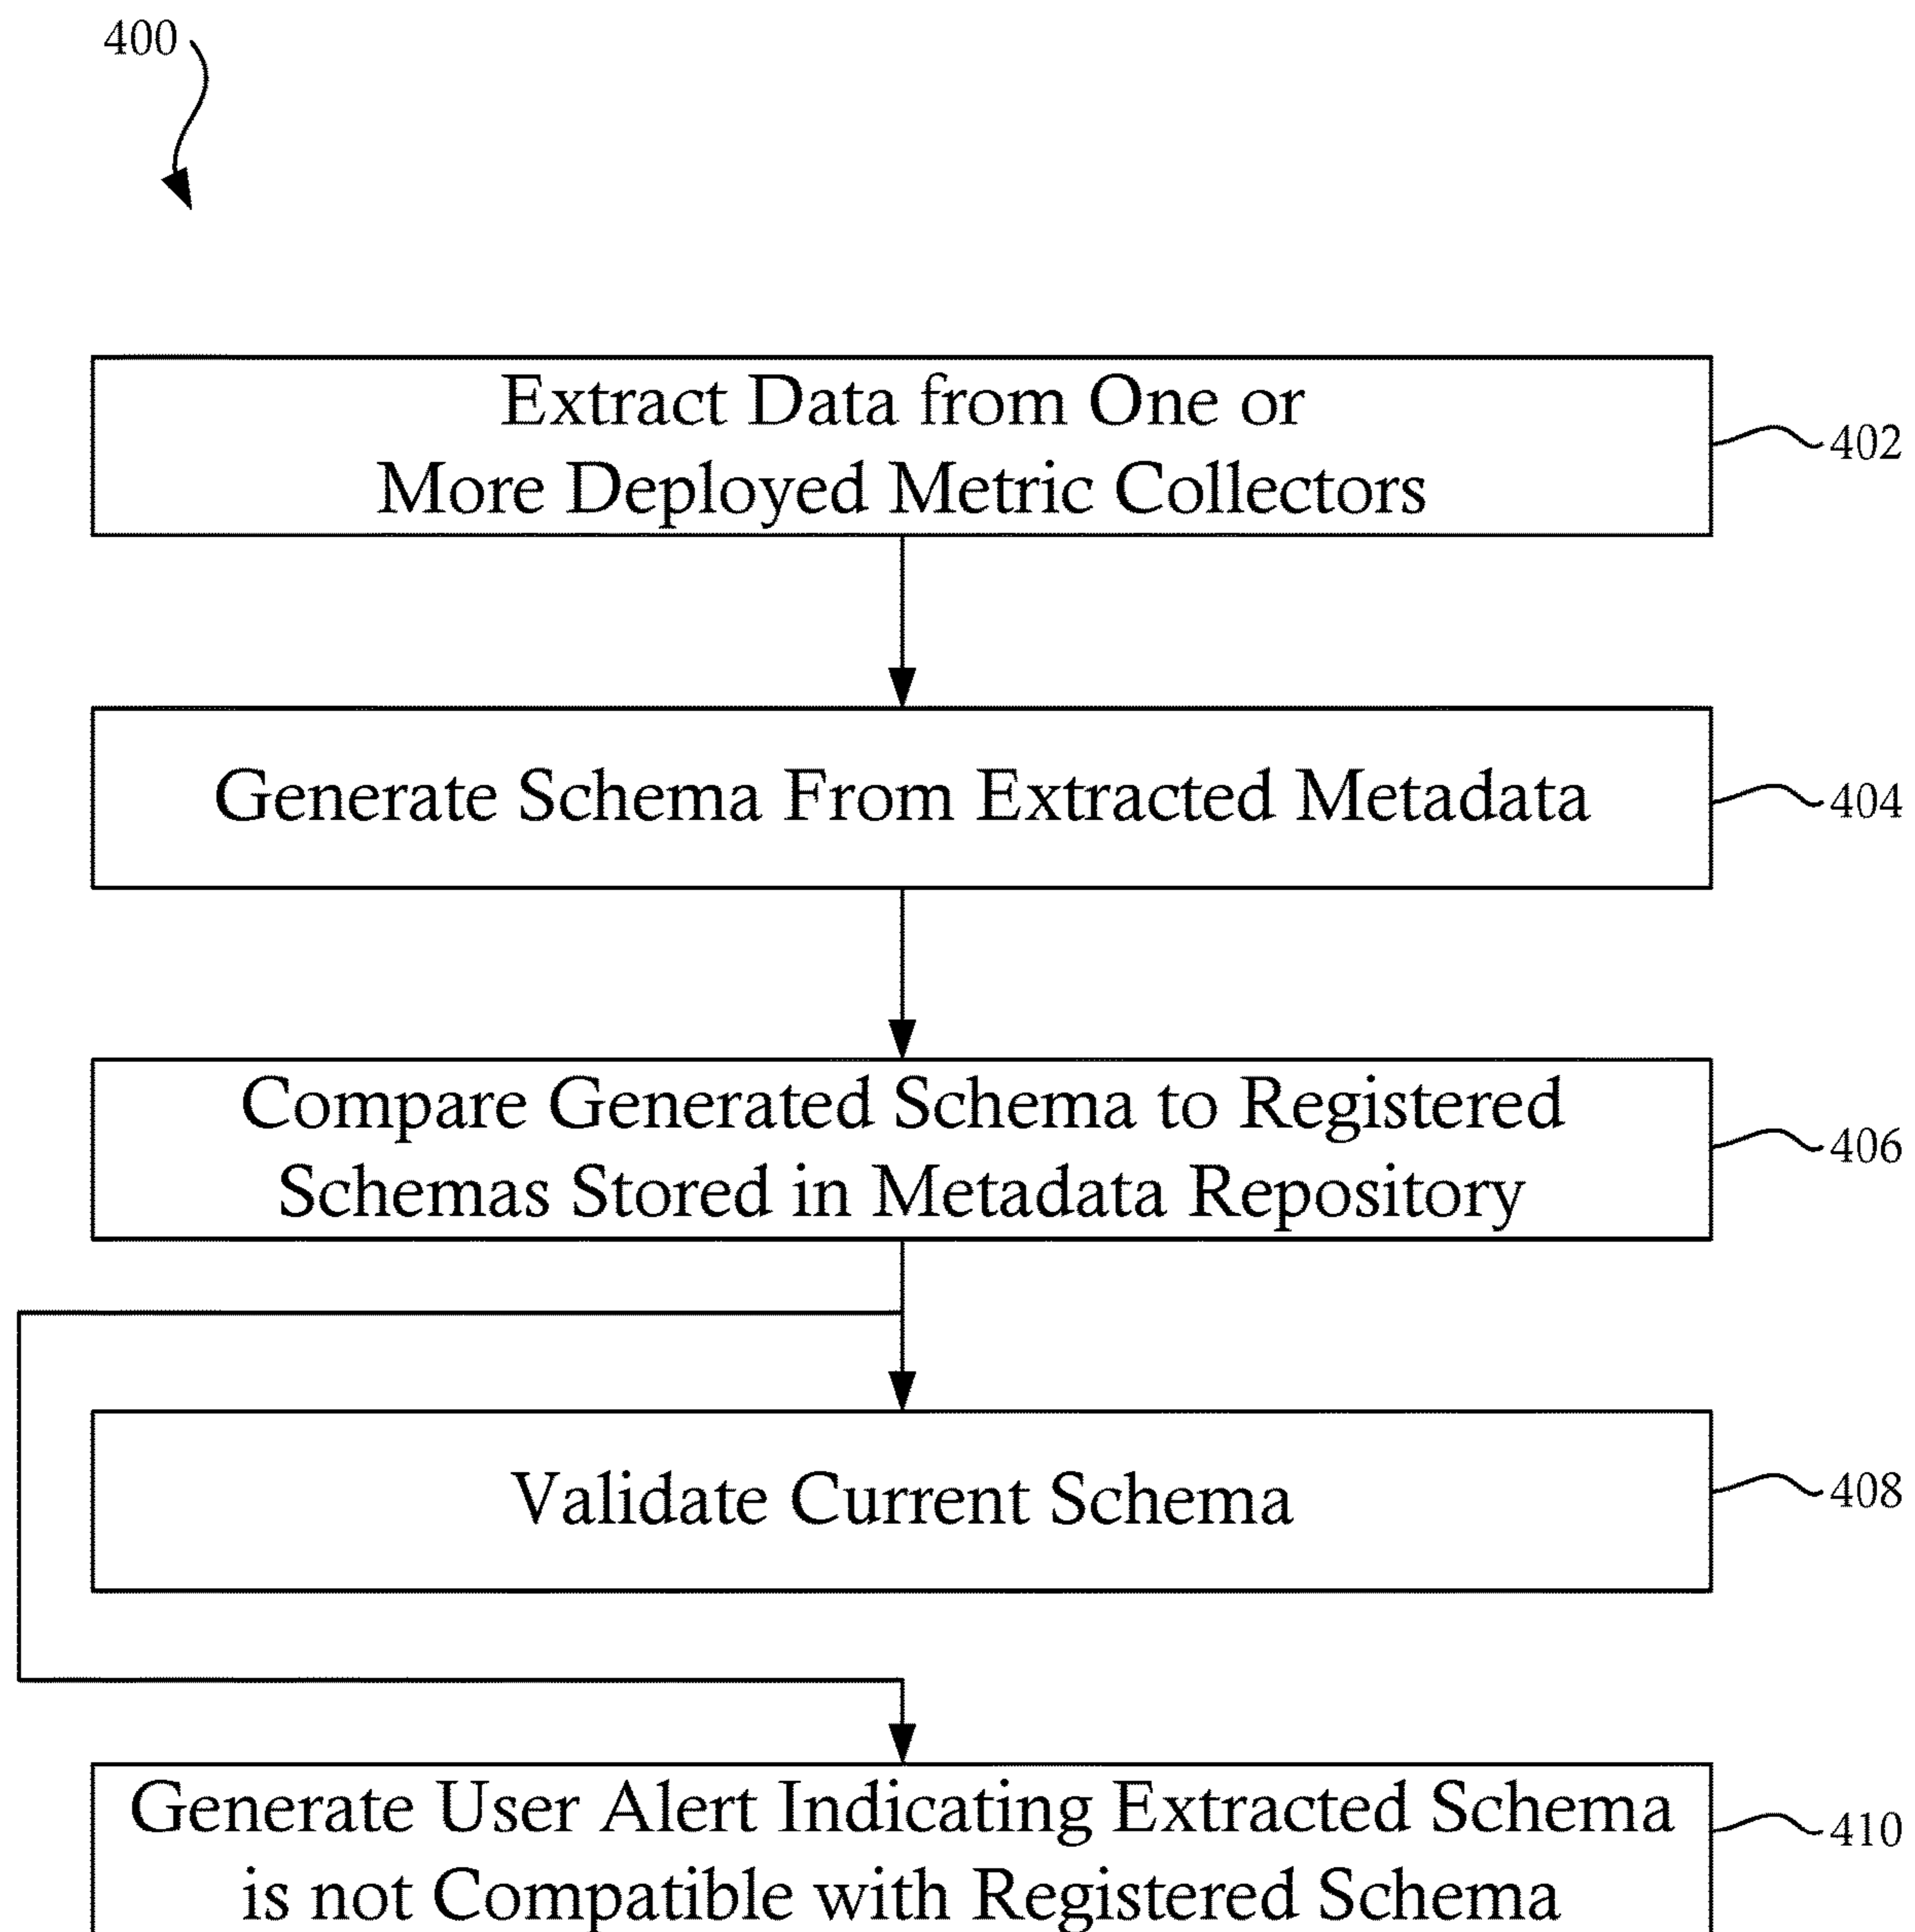 400
Extract Data from One or
More Deployed Metric Collectors
402
Generate Schema From Extracted Metadata
404
Compare Generated Schema to Registered
Schemas Stored in Metadata Repository
406
Validate Current Schema
408
Generate User Alert Indicating Extracted Schema
is not Compatible with Registered Schema
410